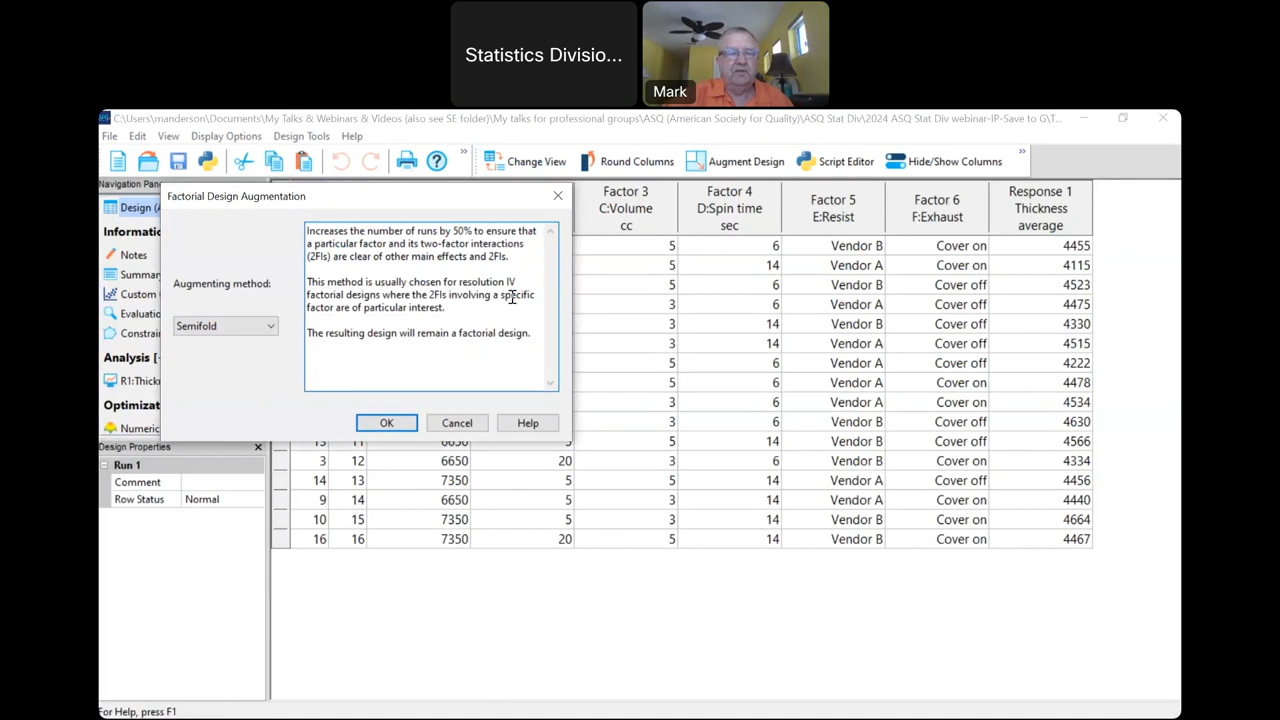 Statistics Divisio...
Mark
C:\Users\manderson\Documents\My Talks & Webinars & Videos (also see SE folder)\My talks for professional groups\ASQ (American Society for Quality)\ASQ Stat Div\2024 ASQ Stat Div webinar-IP-Save to G\T...
File Edit View Display Options Design Tools Help
» Change View Round Columns Augment Design Script Editor Hide/Show Columns »
Navigation Pan
Design (A
Informati
Notes
Summar
Custom
Evaluatio
Constrai
Analysis [-
R1:Thick
Optimizat
Numeric
Factorial Design Augmentation
Augmenting method:
Semifold
Increases the number of runs by 50% to ensure that
a particular factor and its two-factor interactions
(2FIs) are clear of other main effects and 2FIs.
This method is usually chosen for resolution IV
factorial designs where the 2FIs involving a specific
factor are of particular interest.
The resulting design will remain a factorial design.
OK Cancel Help
Design Properties
Run 1
Comment
Row Status Normal
Factor 3 Factor 4 Factor 5 Factor 6 Response 1
C:Volume D:Spin time E:Resist F:Exhaust Thickness
cc sec average
5 6 Vendor B Cover on 4455
5 14 Vendor A Cover on 4115
5 6 Vendor B Cover off 4523
3 6 Vendor A Cover off 4475
3 14 Vendor B Cover off 4330
3 14 Vendor A Cover off 4515
5 6 Vendor A Cover off 4222
5 6 Vendor A Cover on 4478
3 6 Vendor A Cover on 4534
3 6 Vendor B Cover off 4630
13 11 6650 5 5 14 Vendor B Cover off 4566
3 12 6650 20 3 6 Vendor B Cover on 4334
14 13 7350 5 5 14 Vendor A Cover off 4456
9 14 6650 5 3 14 Vendor A Cover on 4440
10 15 7350 5 3 14 Vendor B Cover on 4664
16 16 7350 20 5 14 Vendor B Cover on 4467
For Help, press F1